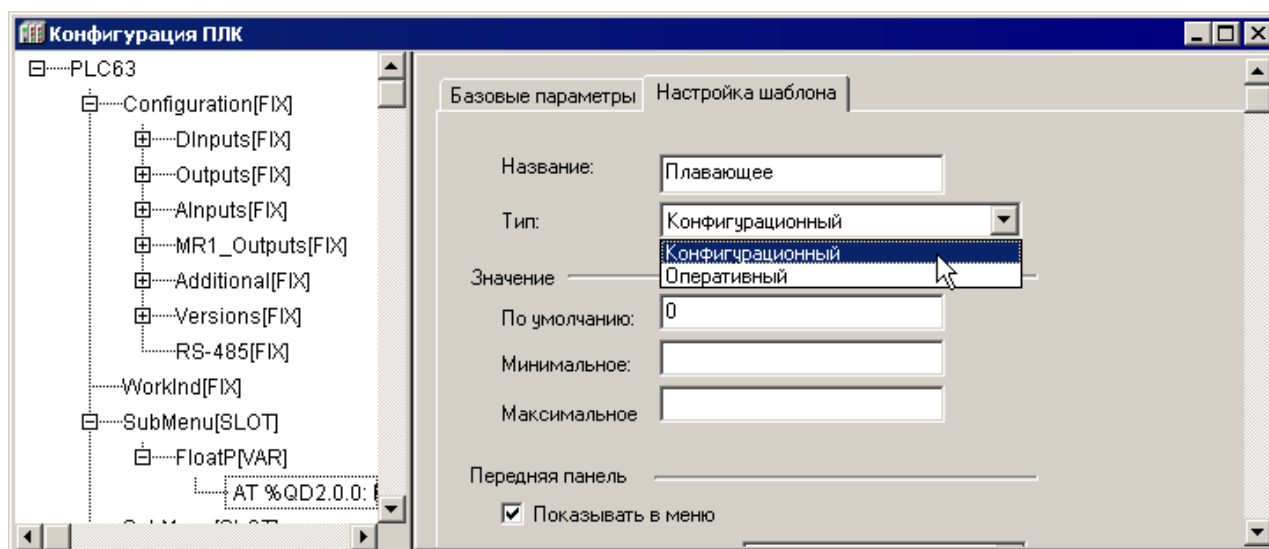 Конфигурация ПЛК
PLC63
Configuration[FIX]
DInputs[FIX]
Outputs[FIX]
AInputs[FIX]
MR1_Outputs[FIX]
Additional[FIX]
Versions[FIX]
RS-485[FIX]
WorkInd[FIX]
SubMenu[SLOT]
FloatP[VAR]
AT %QD2.0.0:
Базовые параметры Настройка шаблона
Название: Плавающее
Тип: Конфигурационный
Конфигурационный
Значение Оперативный
По умолчанию: 0
Минимальное:
Максимальное
Передняя панель
Показывать в меню